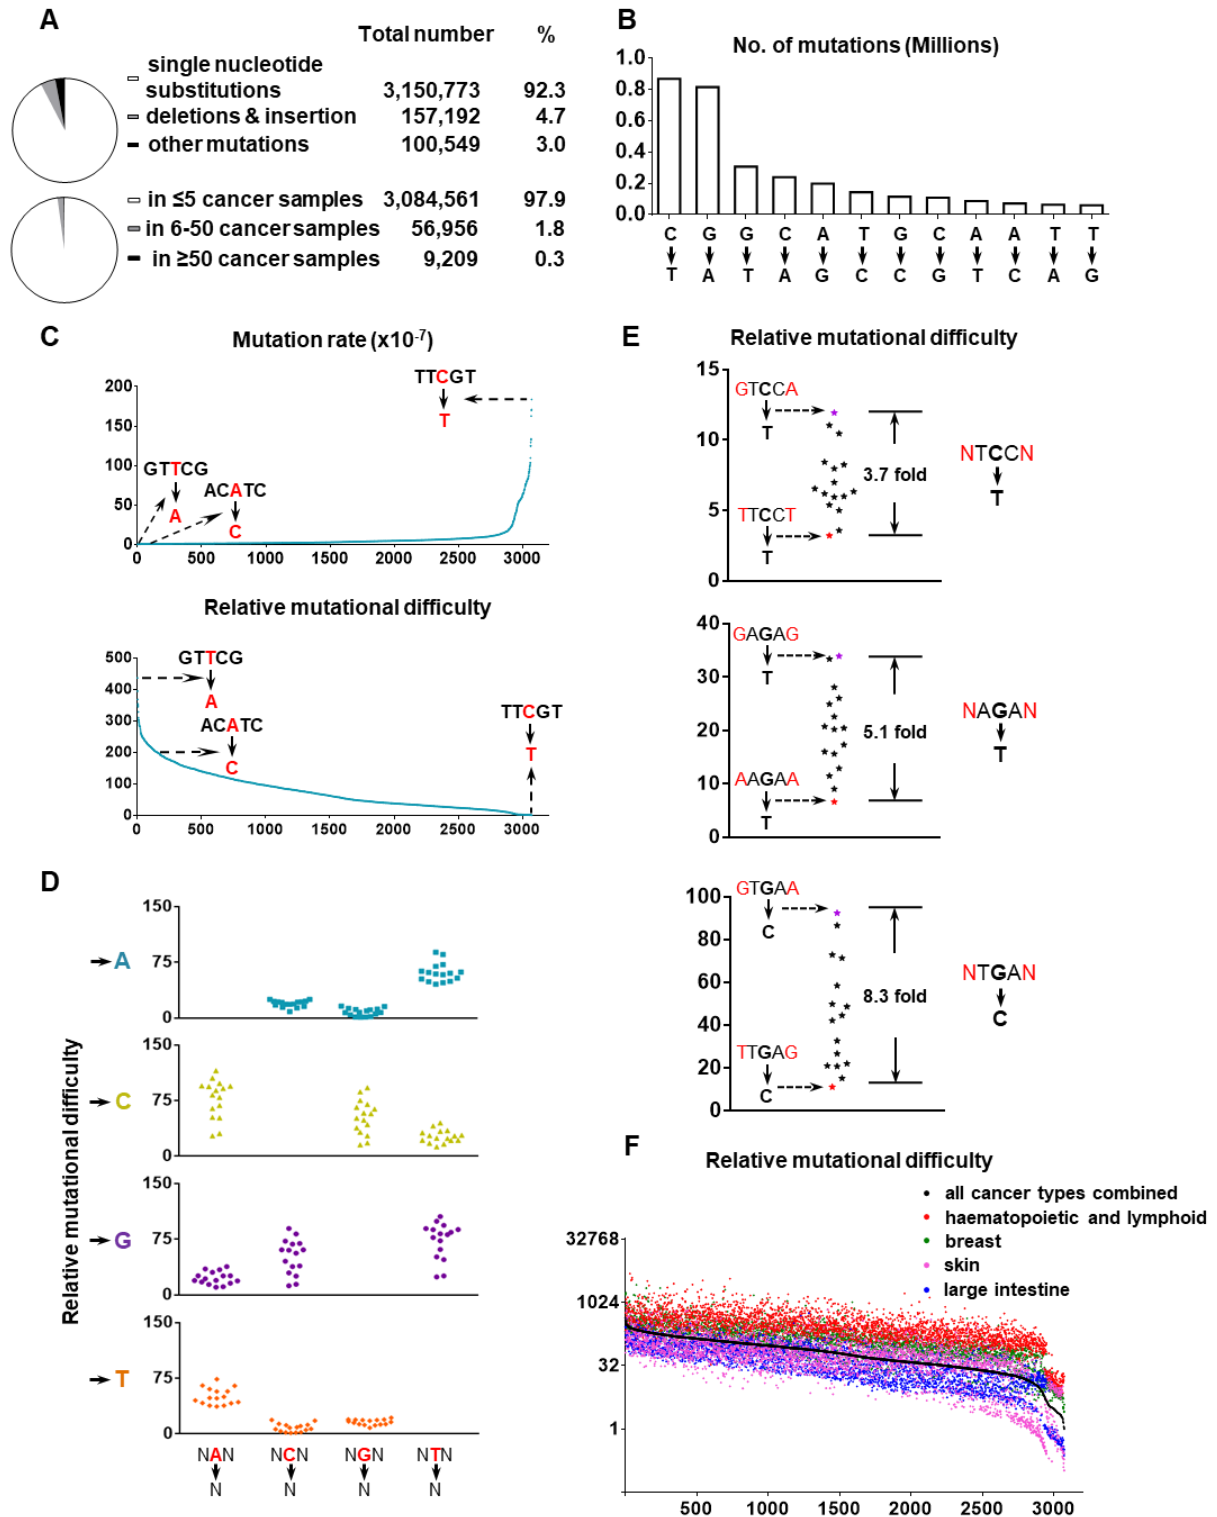 A
Total number %
single nucleotide
substitutions 3,150,773 92.3
deletions & insertion 157,192 4.7
other mutations 100,549 3.0
in ≤5 cancer samples 3,084,561 97.9
in 6-50 cancer samples 56,956 1.8
in ≥50 cancer samples 9,209 0.3
B
No. of mutations (Millions)
1.0
0.8
0.6
0.4
0.2
0.0
C G G C A T G C A A T T
T A T A G C C G T C A G
C
Mutation rate (x10-7)
200
150
100
50
0
0 500 1000 1500 2000 2500 3000
TTCGT
T
GTTCG
A
ACATC
C
Relative mutational difficulty
500
400
300
200
100
0
0 500 1000 1500 2000 2500 3000
GTTCG
A
ACATC
C
TTCGT
T
D
Relative mutational difficulty
A
150
75
0
C
150
75
0
G
150
75
0
T
150
75
0
NAN NCN NGN NTN
N N N N
E
Relative mutational difficulty
15
10
5
0
GTCCA
T
TTCCT
T
3.7 fold
NTCCN
T
40
30
20
10
0
GAGAG
T
AAGAA
T
5.1 fold
NAGAN
T
100
80
60
40
20
0
GTGAA
C
TTGAG
C
8.3 fold
NTGAN
C
F
Relative mutational difficulty
all cancer types combined
haematopoietic and lymphoid
breast
skin
large intestine
32768
1024
32
1
500 1000 1500 2000 2500 3000